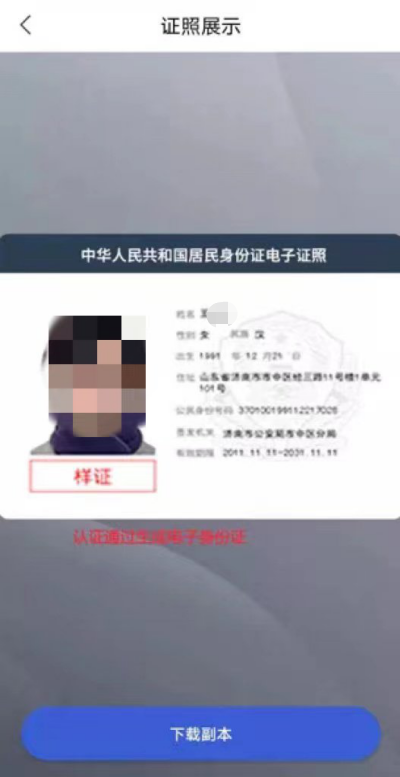 证照展示
中华人民共和国居民身份证电子证照
姓名
性别 女 民族 汉
出生 1991 年 12 月 21 日
住址 山东省济南市市中区经三路11号楼1单元
101号
公民身份号码
签发机关 济南市公安局市中区分局
有效期限 2011.11.11-2031.11.11
样证
认证通过生成电子身份证
下载副本